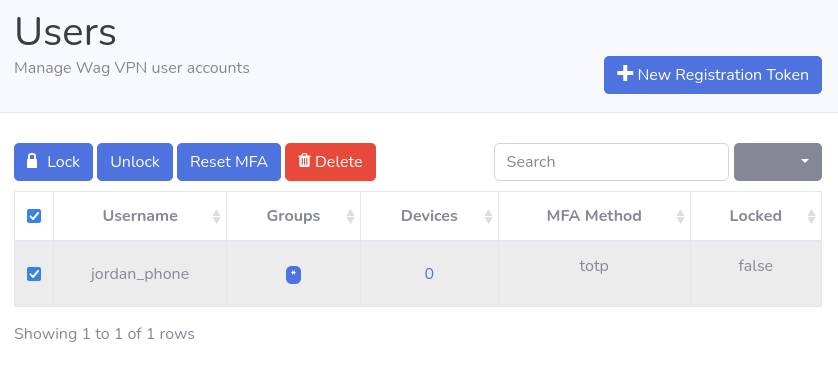 Users
Manage Wag VPN user accounts
New Registration Token
Lock Unlock Reset MFA Delete Search
Username Groups Devices MFA Method Locked
jordan_phone * 0 totp false
Showing 1 to 1 of 1 rows